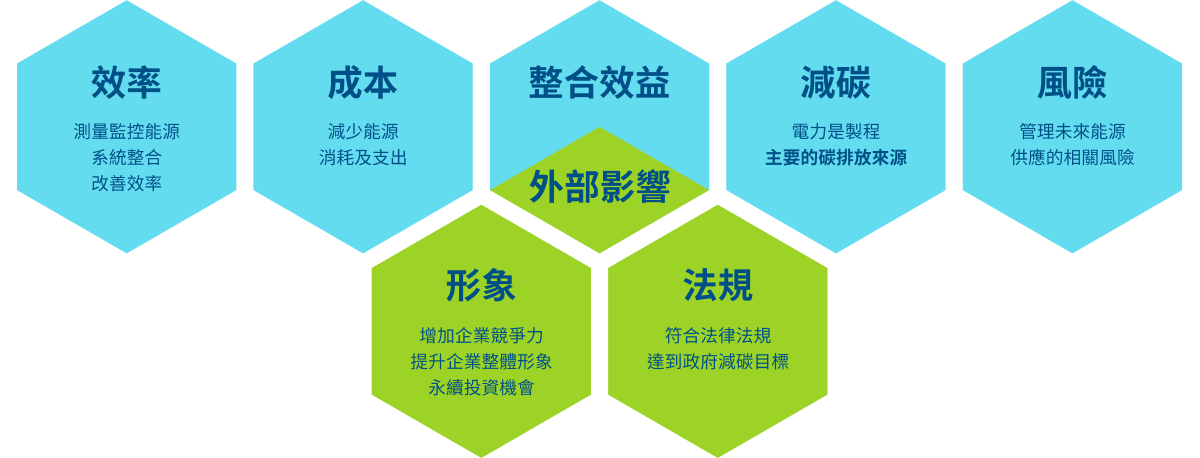 效率
測量監控能源
系統整合
改善效率
成本
減少能源
消耗及支出
整合效益
外部影響
減碳
電力是製程
主要的碳排放來源
風險
管理未來能源
供應的相關風險
形象
增加企業競爭力
提升企業整體形象
永續投資機會
法規
符合法律法規
達到政府減碳目標